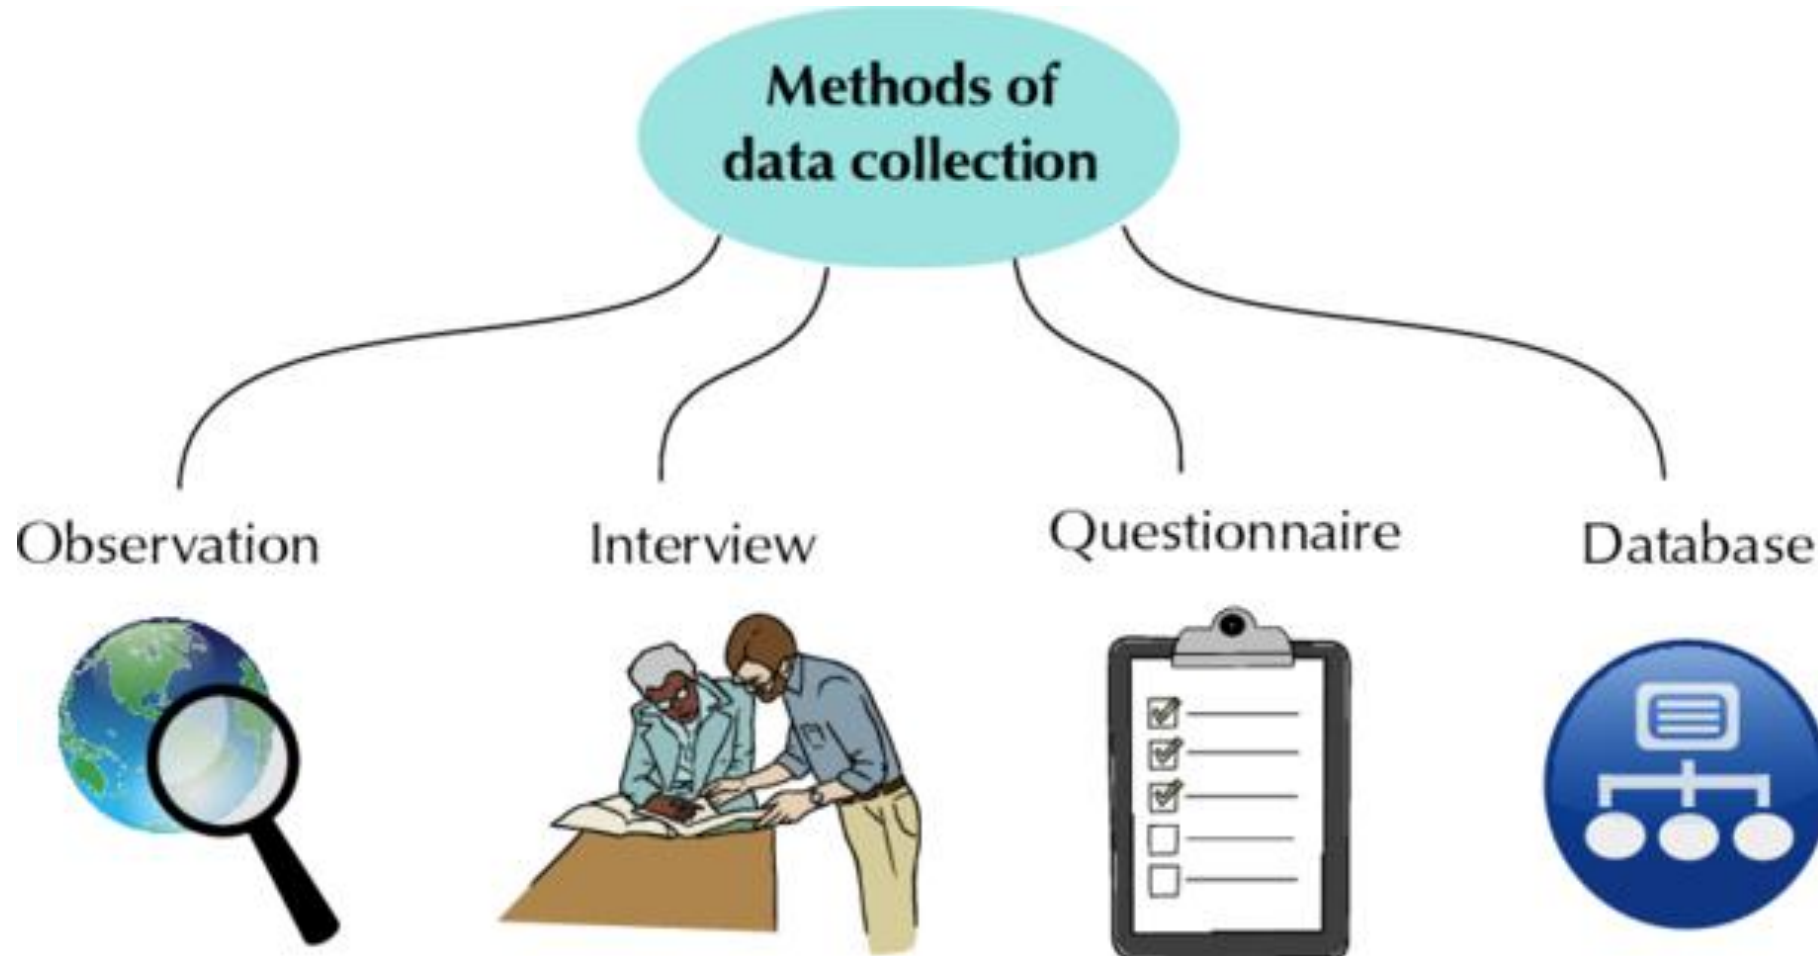 Methods of
data collection
Observation
Interview
Questionnaire
Database